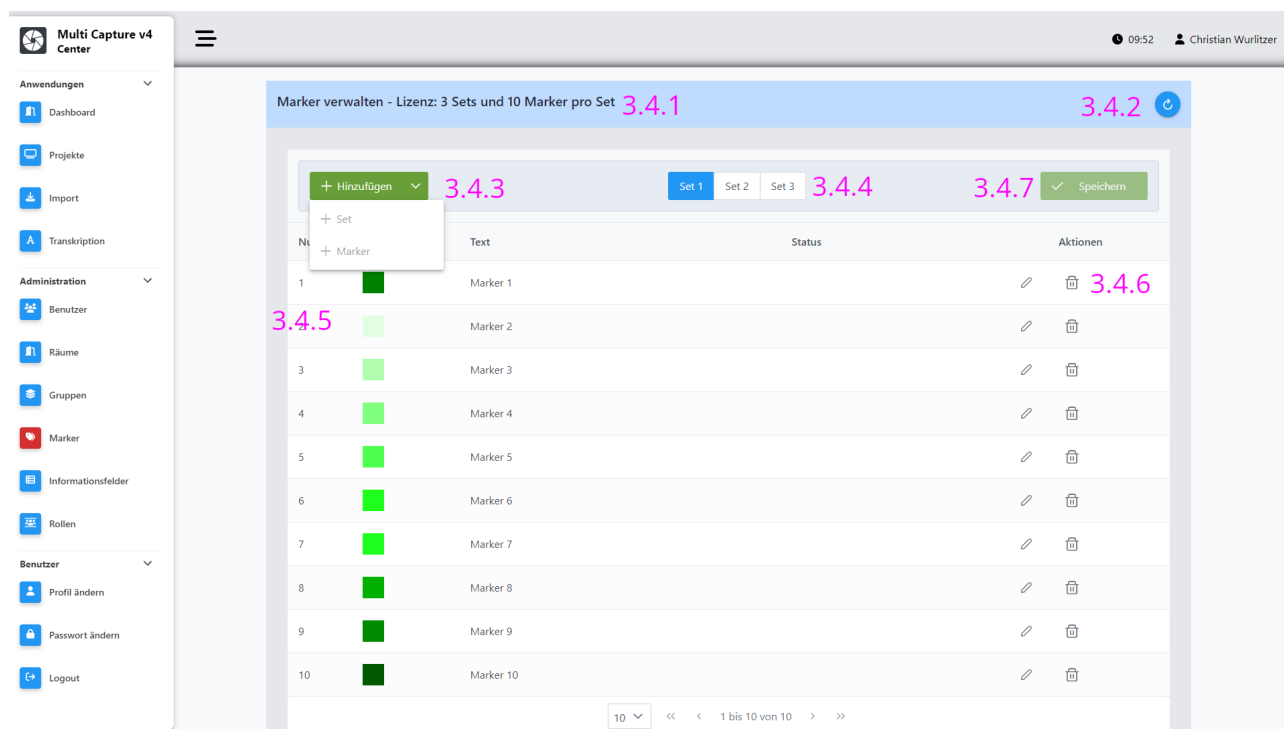 Multi Capture v4
Center
09:52 Christian Wurlitzer
Anwendungen
Dashboard
Projekte
Import
Transkription
Administration
Benutzer
Räume
Gruppen
Marker
Informationsfelder
Rollen
Benutzer
Profil ändern
Passwort ändern
Logout
Marker verwalten - Lizenz: 3 Sets und 10 Marker pro Set 3.4.1 3.4.2
+ Hinzufügen 3.4.3 Set 1 Set 2 Set 3 3.4.4 3.4.7 Speichern
+ Set
+ Marker
Text Status Aktionen
1 Marker 1 3.4.6
3.4.5 Marker 2
3 Marker 3
4 Marker 4
5 Marker 5
6 Marker 6
7 Marker 7
8 Marker 8
9 Marker 9
10 Marker 10
10 « ‹ 1 bis 10 von 10 › »